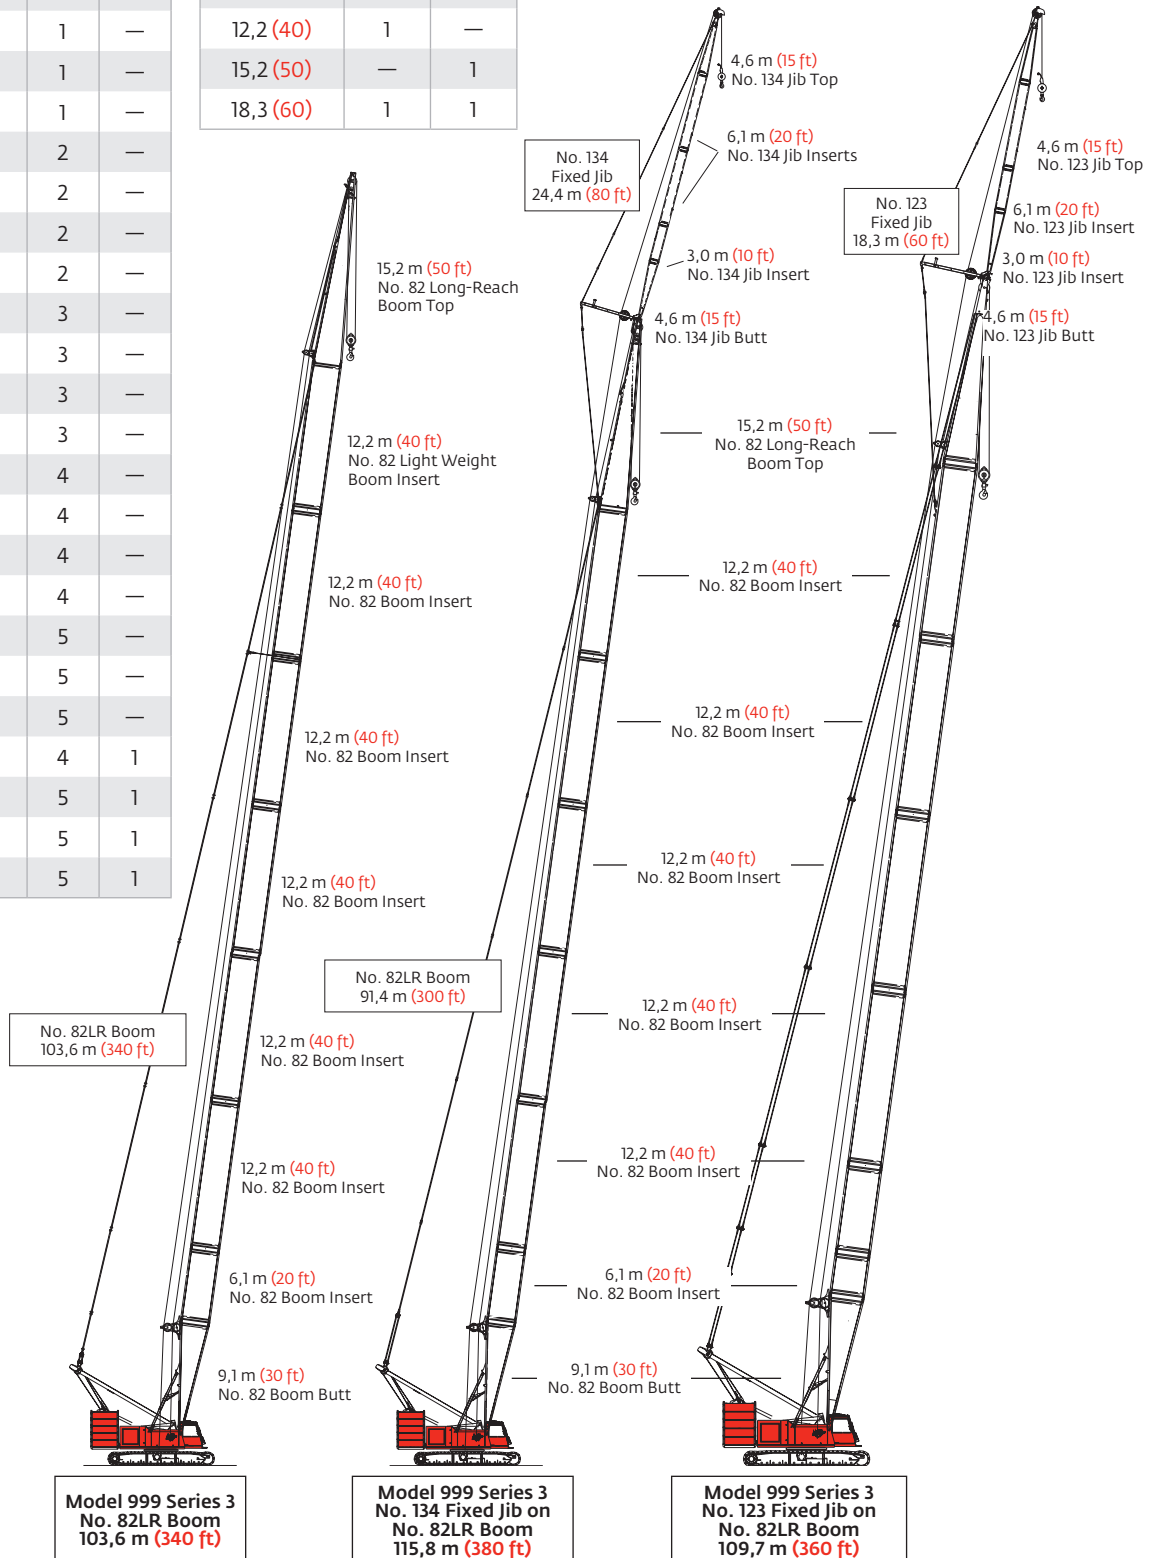 1 —
1 —
1 —
2 —
2 —
2 —
2 —
3 —
3 —
3 —
3 —
4 —
4 —
4 —
4 —
5 —
5 —
5 —
4 1
5 1
5 1
5 1
12,2 (40) 1 —
15,2 (50) — 1
18,3 (60) 1 1
15,2 m (50 ft)
No. 82 Long-Reach
Boom Top
12,2 m (40 ft)
No. 82 Light Weight
Boom Insert
12,2 m (40 ft)
No. 82 Boom Insert
12,2 m (40 ft)
No. 82 Boom Insert
12,2 m (40 ft)
No. 82 Boom Insert
12,2 m (40 ft)
No. 82 Boom Insert
12,2 m (40 ft)
No. 82 Boom Insert
6,1 m (20 ft)
No. 82 Boom Insert
9,1 m (30 ft)
No. 82 Boom Butt
No. 82LR Boom
103,6 m (340 ft)
Model 999 Series 3
No. 82LR Boom
103,6 m (340 ft)
4,6 m (15 ft)
No. 134 Jib Top
6,1 m (20 ft)
No. 134 Jib Inserts
No. 134
Fixed Jib
24,4 m (80 ft)
3,0 m (10 ft)
No. 134 Jib Insert
4,6 m (15 ft)
No. 134 Jib Butt
15,2 m (50 ft)
No. 82 Long-Reach
Boom Top
12,2 m (40 ft)
No. 82 Boom Insert
12,2 m (40 ft)
No. 82 Boom Insert
12,2 m (40 ft)
No. 82 Boom Insert
12,2 m (40 ft)
No. 82 Boom Insert
12,2 m (40 ft)
No. 82 Boom Insert
6,1 m (20 ft)
No. 82 Boom Insert
9,1 m (30 ft)
No. 82 Boom Butt
No. 82LR Boom
91,4 m (300 ft)
Model 999 Series 3
No. 134 Fixed Jib on
No. 82LR Boom
115,8 m (380 ft)
4,6 m (15 ft)
No. 123 Jib Top
No. 123
Fixed Jib
18,3 m (60 ft)
6,1 m (20 ft)
No. 123 Jib Insert
3,0 m (10 ft)
No. 123 Jib Insert
4,6 m (15 ft)
No. 123 Jib Butt
Model 999 Series 3
No. 123 Fixed Jib on
No. 82LR Boom
109,7 m (360 ft)